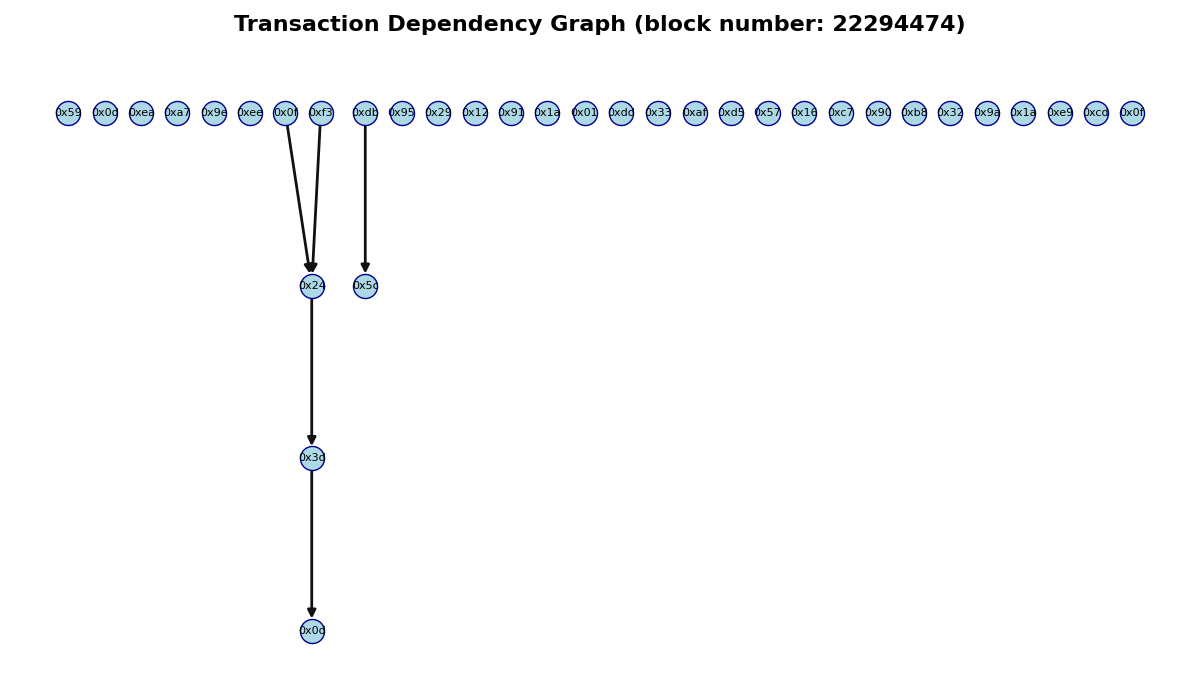 Transaction Dependency Graph (block number: 22294474)
0x59 0x0d 0xea 0xa7 0x9e 0xee 0x0f 0xf3 0xdb 0x95 0x29 0x12 0x91 0x1a 0x01 0xdd 0x33 0xaf 0xd5 0x57 0x16 0xc7 0x90 0xb8 0x32 0x9a 0x1a 0xe9 0xcd 0x0f
0x24 0x5c
0x3d
0x0d